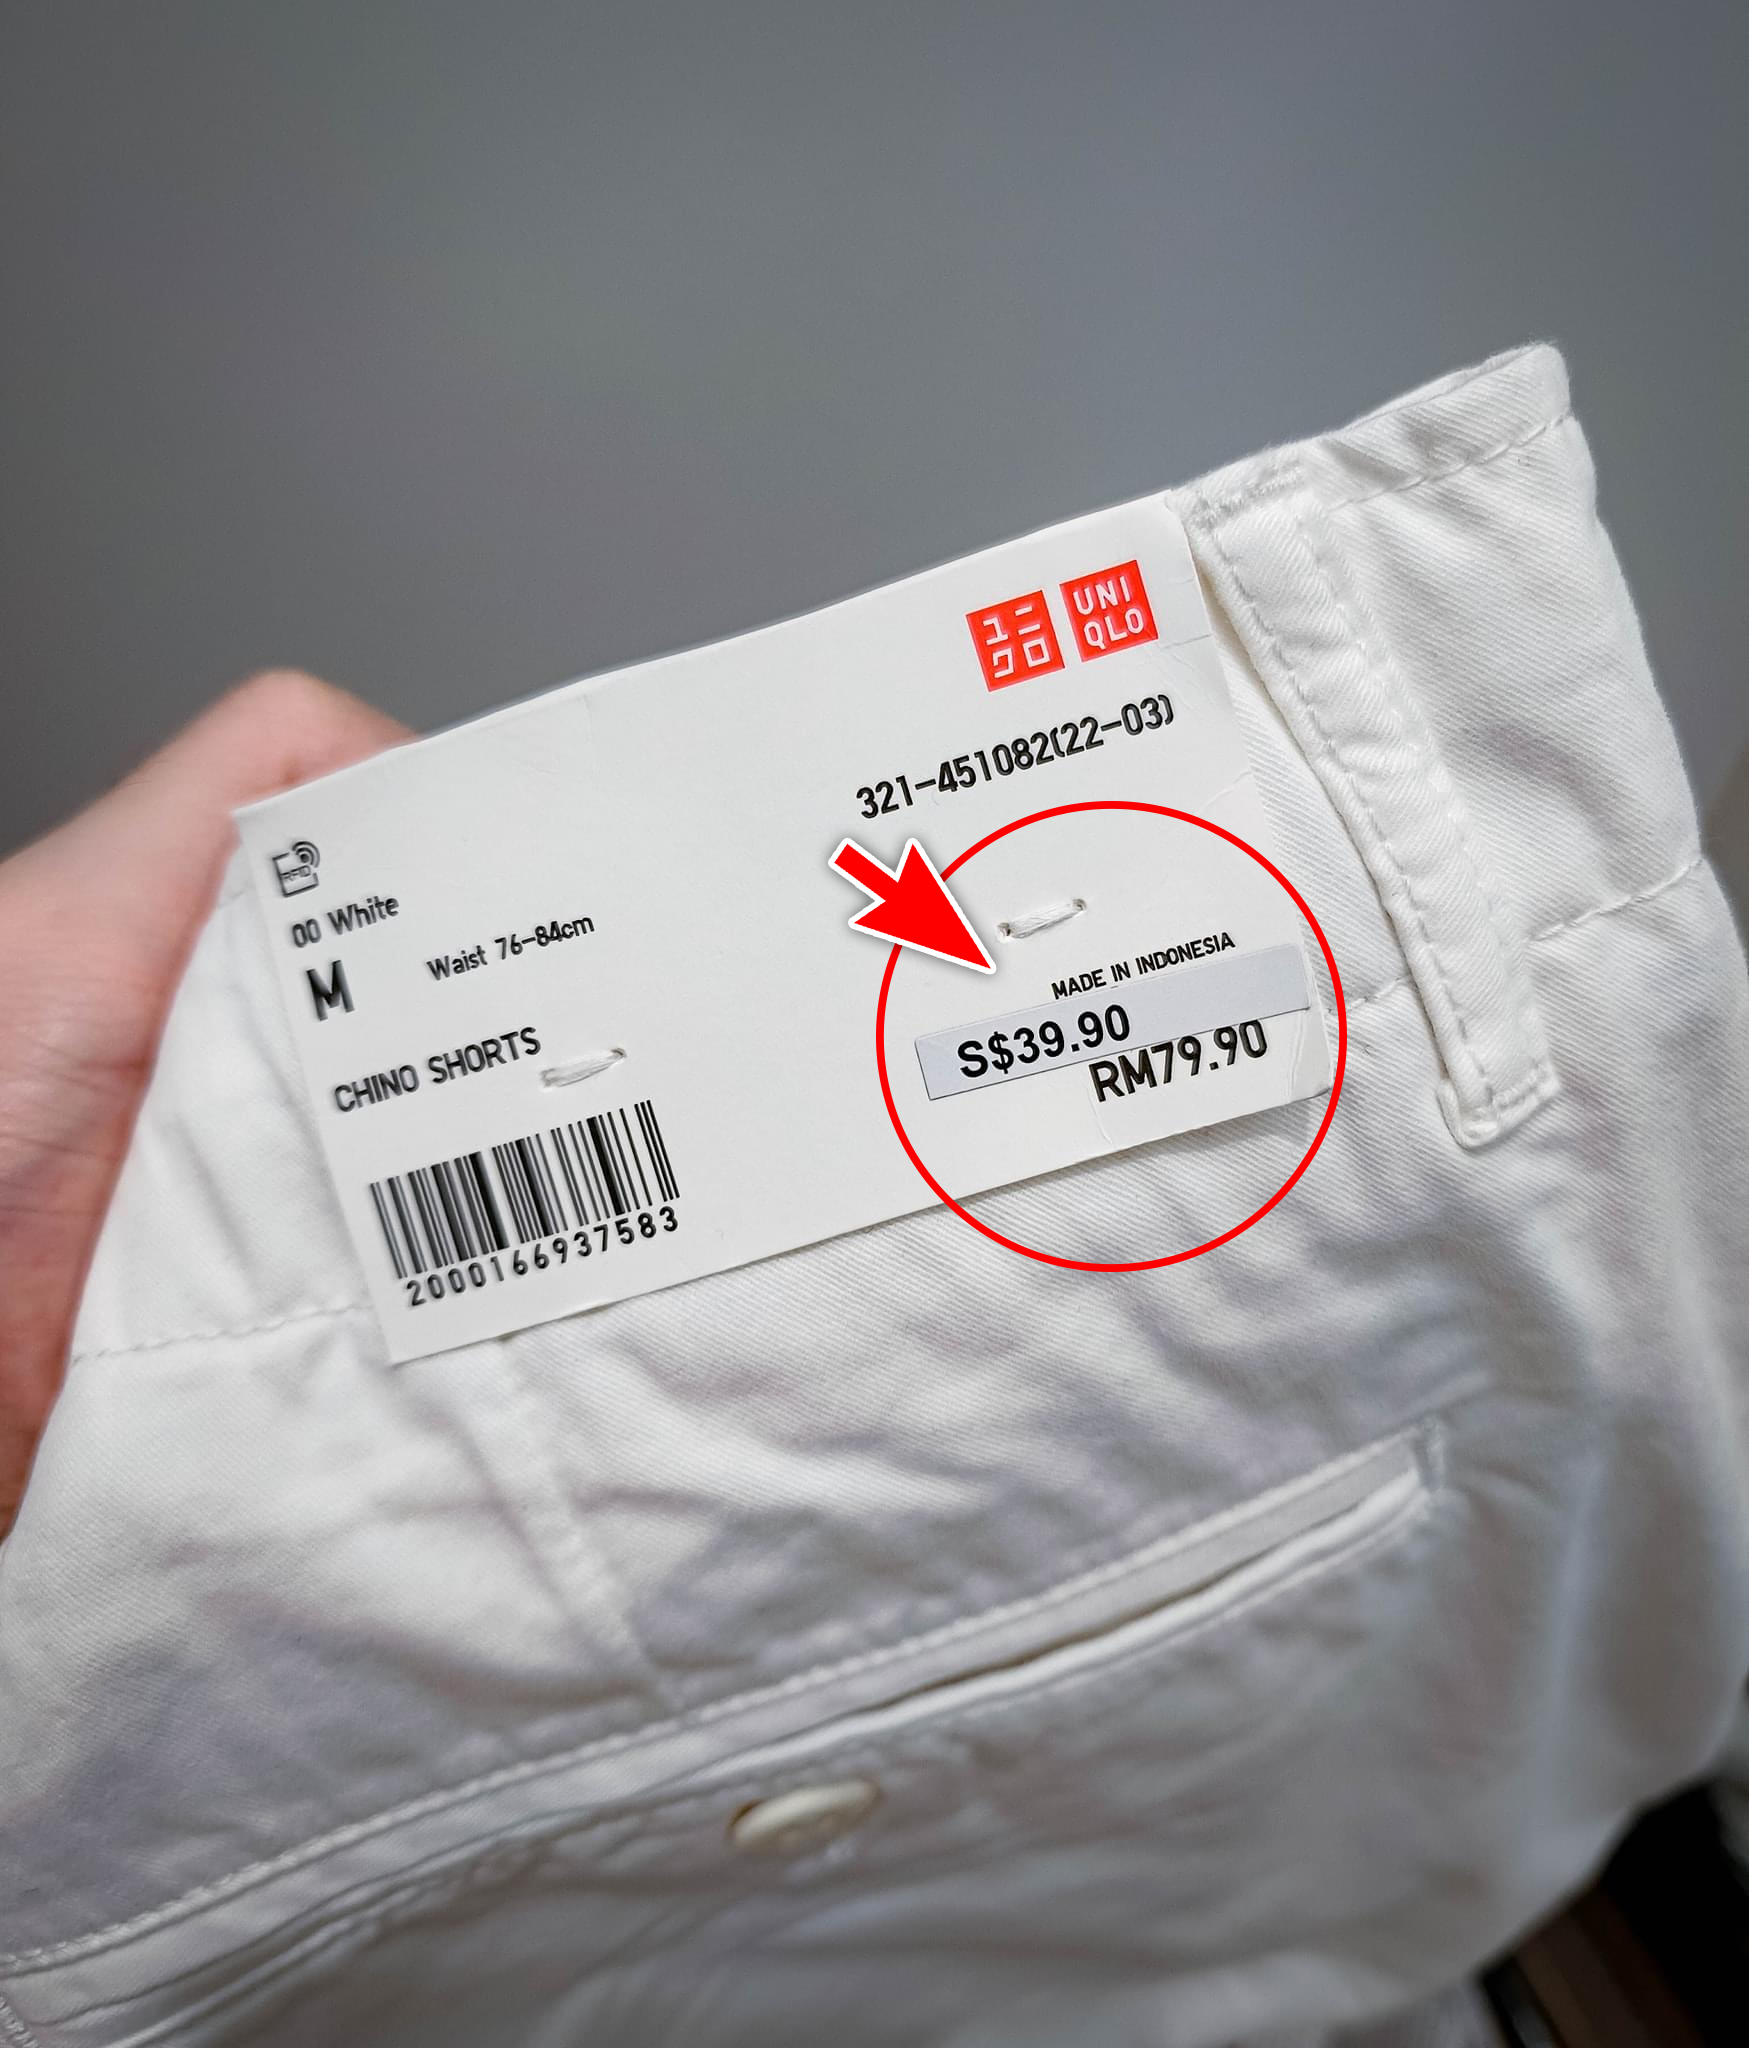 ユニ
クロ
UNI
QLO
321-451082(22-03)
RFID
00 White
M
Waist 76-84cm
CHINO SHORTS
2000166937583
MADE IN INDONESIA
S$39.90
RM79.90